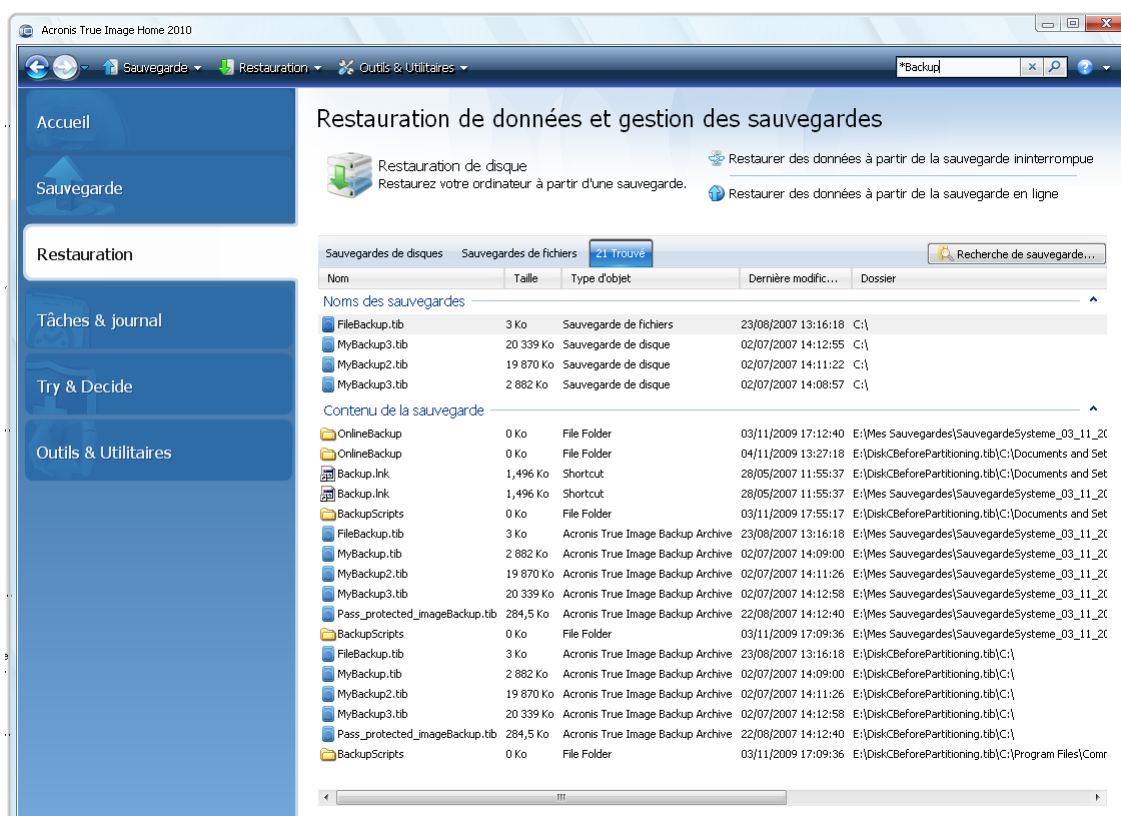 Acronis True Image Home 2010
Sauvegarde Restauration Outils & Utilitaires *Backup
Accueil
Sauvegarde
Restauration
Tâches & journal
Try & Decide
Outils & Utilitaires
Restauration de données et gestion des sauvegardes
Restauration de disque
Restaurez votre ordinateur à partir d'une sauvegarde.
Restaurer des données à partir de la sauvegarde ininterrompue
Restaurer des données à partir de la sauvegarde en ligne
Sauvegardes de disques Sauvegardes de fichiers 21 Trouvé Recherche de sauvegarde...
Nom Taille Type d'objet Dernière modific... Dossier
Noms des sauvegardes
FileBackup.tib 3 Ko Sauvegarde de fichiers 23/08/2007 13:16:18 C:\
MyBackup3.tib 20 339 Ko Sauvegarde de disque 02/07/2007 14:12:55 C:\
MyBackup2.tib 19 870 Ko Sauvegarde de disque 02/07/2007 14:11:22 C:\
MyBackup3.tib 2 882 Ko Sauvegarde de disque 02/07/2007 14:08:57 C:\
Contenu de la sauvegarde
OnlineBackup 0 Ko File Folder 03/11/2009 17:12:40 E:\Mes Sauvegardes\SauvegardeSysteme_03_11_20
OnlineBackup 0 Ko File Folder 04/11/2009 13:27:18 E:\DiskCBeforePartitioning.tib\C:\Documents and Set
Backup.lnk 1,496 Ko Shortcut 28/05/2007 11:55:37 E:\DiskCBeforePartitioning.tib\C:\Documents and Set
Backup.lnk 1,496 Ko Shortcut 28/05/2007 11:55:37 E:\Mes Sauvegardes\SauvegardeSysteme_03_11_20
BackupScripts 0 Ko File Folder 03/11/2009 17:55:17 E:\DiskCBeforePartitioning.tib\C:\Documents and Set
FileBackup.tib 3 Ko Acronis True Image Backup Archive 23/08/2007 13:16:18 E:\Mes Sauvegardes\SauvegardeSysteme_03_11_20
MyBackup.tib 2 882 Ko Acronis True Image Backup Archive 02/07/2007 14:09:00 E:\Mes Sauvegardes\SauvegardeSysteme_03_11_20
MyBackup2.tib 19 870 Ko Acronis True Image Backup Archive 02/07/2007 14:11:26 E:\Mes Sauvegardes\SauvegardeSysteme_03_11_20
MyBackup3.tib 20 339 Ko Acronis True Image Backup Archive 02/07/2007 14:12:58 E:\Mes Sauvegardes\SauvegardeSysteme_03_11_20
Pass_protected_imageBackup.tib 284,5 Ko Acronis True Image Backup Archive 22/08/2007 14:12:40 E:\Mes Sauvegardes\SauvegardeSysteme_03_11_20
BackupScripts 0 Ko File Folder 03/11/2009 17:09:36 E:\Mes Sauvegardes\SauvegardeSysteme_03_11_20
FileBackup.tib 3 Ko Acronis True Image Backup Archive 23/08/2007 13:16:18 E:\DiskCBeforePartitioning.tib\C:\
MyBackup.tib 2 882 Ko Acronis True Image Backup Archive 02/07/2007 14:09:00 E:\DiskCBeforePartitioning.tib\C:\
MyBackup2.tib 19 870 Ko Acronis True Image Backup Archive 02/07/2007 14:11:26 E:\DiskCBeforePartitioning.tib\C:\
MyBackup3.tib 20 339 Ko Acronis True Image Backup Archive 02/07/2007 14:12:58 E:\DiskCBeforePartitioning.tib\C:\
Pass_protected_imageBackup.tib 284,5 Ko Acronis True Image Backup Archive 22/08/2007 14:12:40 E:\DiskCBeforePartitioning.tib\C:\
BackupScripts 0 Ko File Folder 03/11/2009 17:09:36 E:\DiskCBeforePartitioning.tib\C:\Program Files\Comm